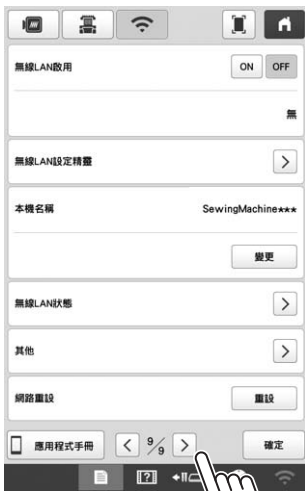 無線LAN啟用
ON OFF
無
無線LAN設定精靈
本機名稱 SewingMachine***
變更
無線LAN狀態
其他
網路重設 重設
應用程式手冊 < 9/9 > 確定